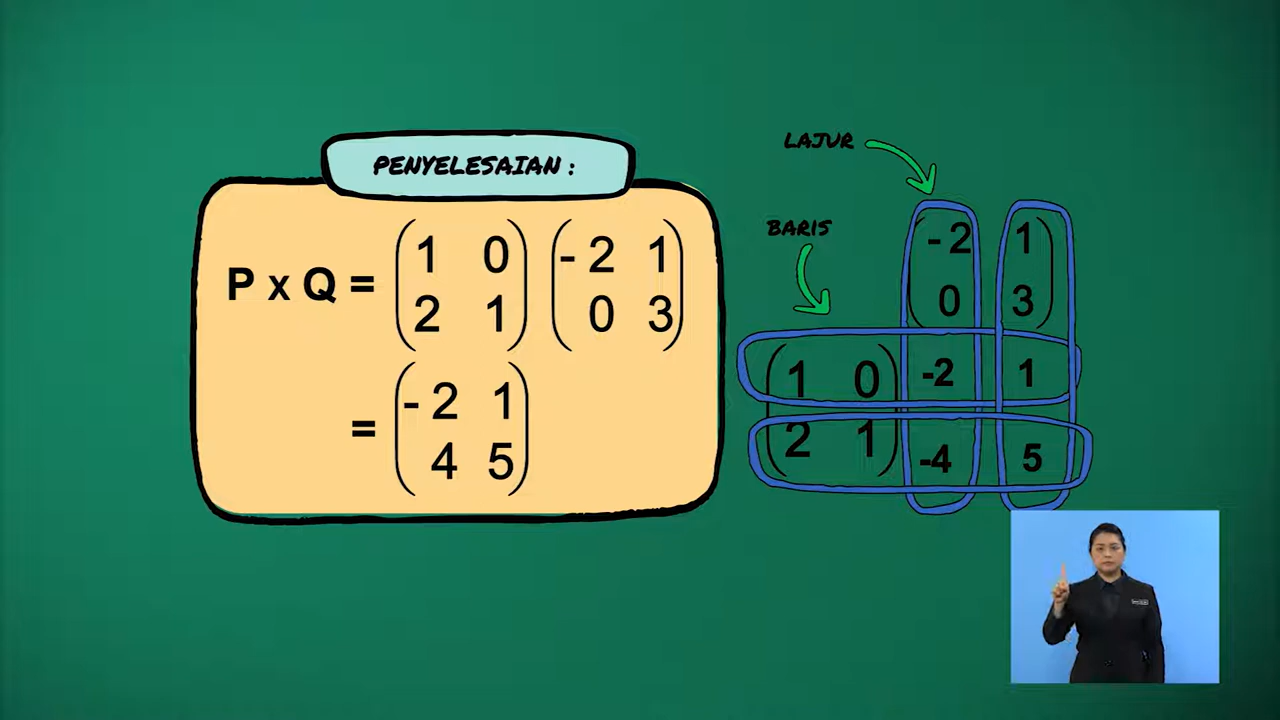 PENYELESAIAN :
P x Q = (1 0) (- 2 1)
(2 1) (0 3)
= (- 2 1)
(4 5)
LAJUR
BARIS
(- 2 1)
(0 3)
(1 0) -2 1
(2 1) -4 5